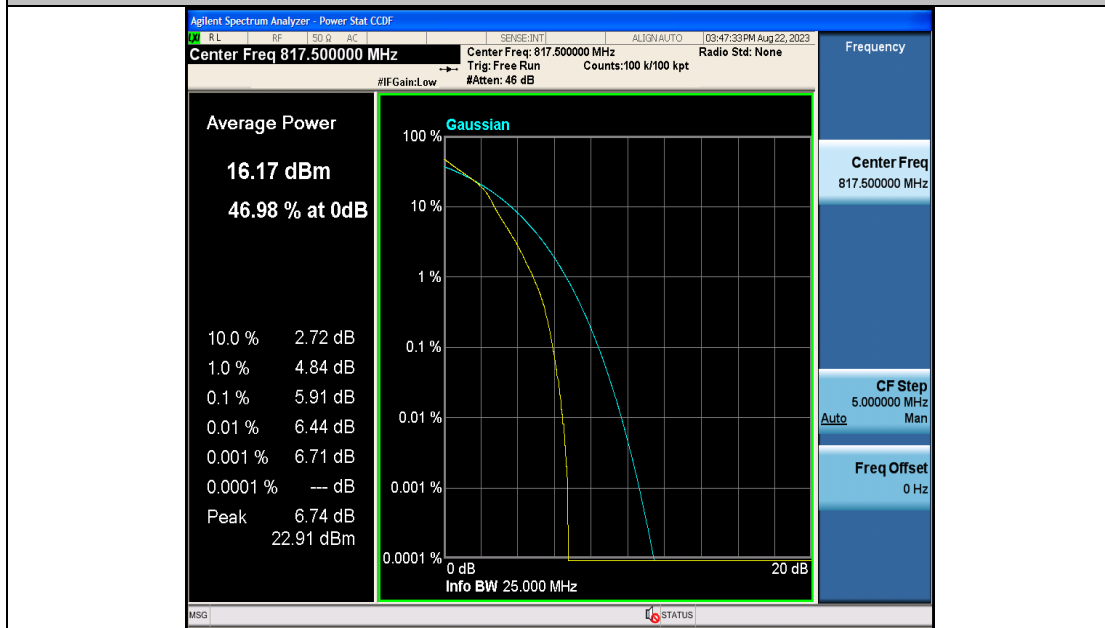 Agilent Spectrum Analyzer - Power Stat CCDF
LXI RL RF 50 Ω AC SENSE:INT ALIGN AUTO 03:47:33 PM Aug 22, 2023
Center Freq 817.500000 MHz
Center Freq: 817.500000 MHz Radio Std: None
Trig: Free Run Counts:100 k/100 kpt
#IFGain:Low #Atten: 46 dB
Frequency
Average Power
16.17 dBm
46.98 % at 0dB
10.0 % 2.72 dB
1.0 % 4.84 dB
0.1 % 5.91 dB
0.01 % 6.44 dB
0.001 % 6.71 dB
0.0001 % --- dB
Peak 6.74 dB
22.91 dBm
Gaussian
100 %
10 %
1 %
0.1 %
0.01 %
0.001 %
0.0001 %
0 dB 20 dB
Info BW 25.000 MHz
Center Freq
817.500000 MHz
CF Step
5.000000 MHz
Auto Man
Freq Offset
0 Hz
MSG STATUS